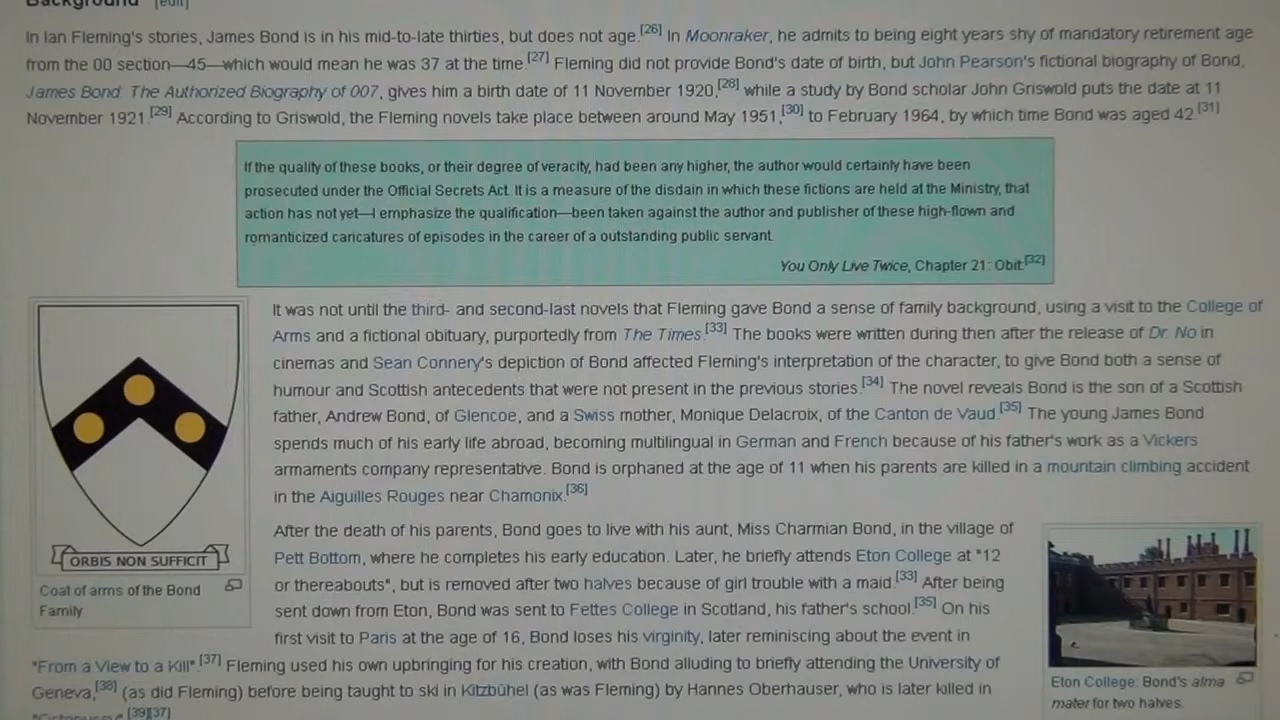 Background [edit]
In Ian Fleming's stories, James Bond is in his mid-to-late thirties, but does not age.[26] In Moonraker, he admits to being eight years shy of mandatory retirement age
from the 00 section—45—which would mean he was 37 at the time.[27] Fleming did not provide Bond's date of birth, but John Pearson's fictional biography of Bond,
James Bond: The Authorized Biography of 007, gives him a birth date of 11 November 1920,[28] while a study by Bond scholar John Griswold puts the date at 11
November 1921.[29] According to Griswold, the Fleming novels take place between around May 1951,[30] to February 1964, by which time Bond was aged 42.[31]
If the quality of these books, or their degree of veracity, had been any higher, the author would certainly have been
prosecuted under the Official Secrets Act. It is a measure of the disdain in which these fictions are held at the Ministry, that
action has not yet—I emphasize the qualification—been taken against the author and publisher of these high-flown and
romanticized caricatures of episodes in the career of a outstanding public servant.
You Only Live Twice, Chapter 21: Obit:[32]
It was not until the third- and second-last novels that Fleming gave Bond a sense of family background, using a visit to the College of
Arms and a fictional obituary, purportedly from The Times.[33] The books were written during then after the release of Dr. No in
cinemas and Sean Connery's depiction of Bond affected Fleming's interpretation of the character, to give Bond both a sense of
humour and Scottish antecedents that were not present in the previous stories.[34] The novel reveals Bond is the son of a Scottish
father, Andrew Bond, of Glencoe, and a Swiss mother, Monique Delacroix, of the Canton de Vaud.[35] The young James Bond
spends much of his early life abroad, becoming multilingual in German and French because of his father's work as a Vickers
armaments company representative. Bond is orphaned at the age of 11 when his parents are killed in a mountain climbing accident
in the Aiguilles Rouges near Chamonix.[36]
ORBIS NON SUFFICIT
Coat of arms of the Bond
Family
After the death of his parents, Bond goes to live with his aunt, Miss Charmian Bond, in the village of
Pett Bottom, where he completes his early education. Later, he briefly attends Eton College at "12
or thereabouts", but is removed after two halves because of girl trouble with a maid.[33] After being
sent down from Eton, Bond was sent to Fettes College in Scotland, his father's school.[35] On his
first visit to Paris at the age of 16, Bond loses his virginity, later reminiscing about the event in
"From a View to a Kill".[37] Fleming used his own upbringing for his creation, with Bond alluding to briefly attending the University of
Geneva,[38] (as did Fleming) before being taught to ski in Kitzbühel (as was Fleming) by Hannes Oberhauser, who is later killed in
"Octopussy".[39][37]
Eton College: Bond's alma
mater for two halves.